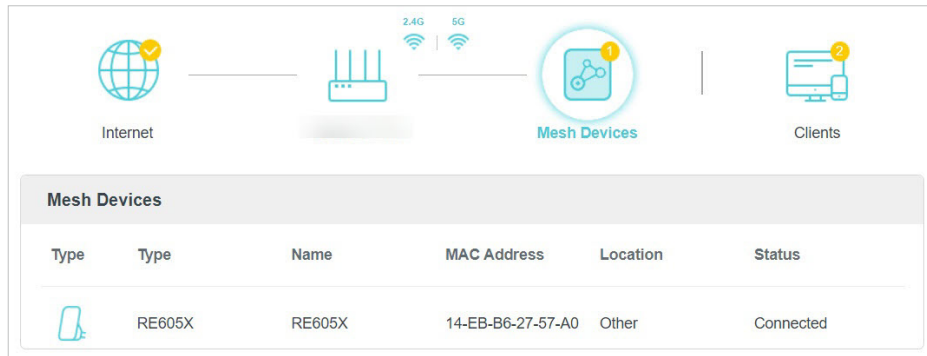 2.4G 5G
1
2
Internet
Mesh Devices
Clients
Mesh Devices
Type Type Name MAC Address Location Status
RE605X RE605X 14-EB-B6-27-57-A0 Other Connected